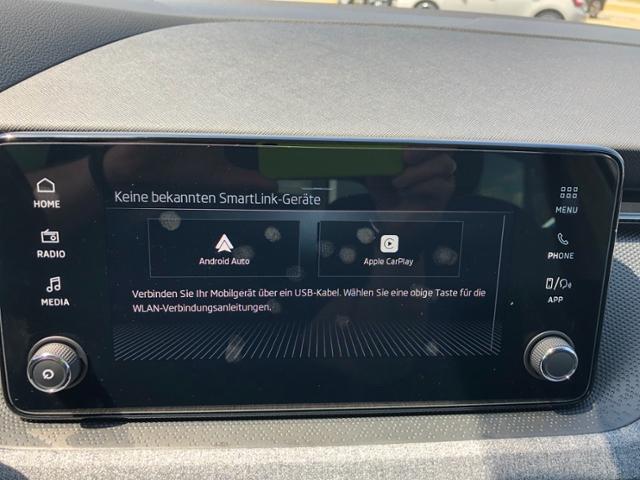 Keine bekannten SmartLink-Geräte
HOME
RADIO
MEDIA
Android Auto
Apple CarPlay
Verbinden Sie Ihr Mobilgerät über ein USB-Kabel. Wählen Sie eine obige Taste für die
WLAN-Verbindungsanleitungen.
MENU
PHONE
APP